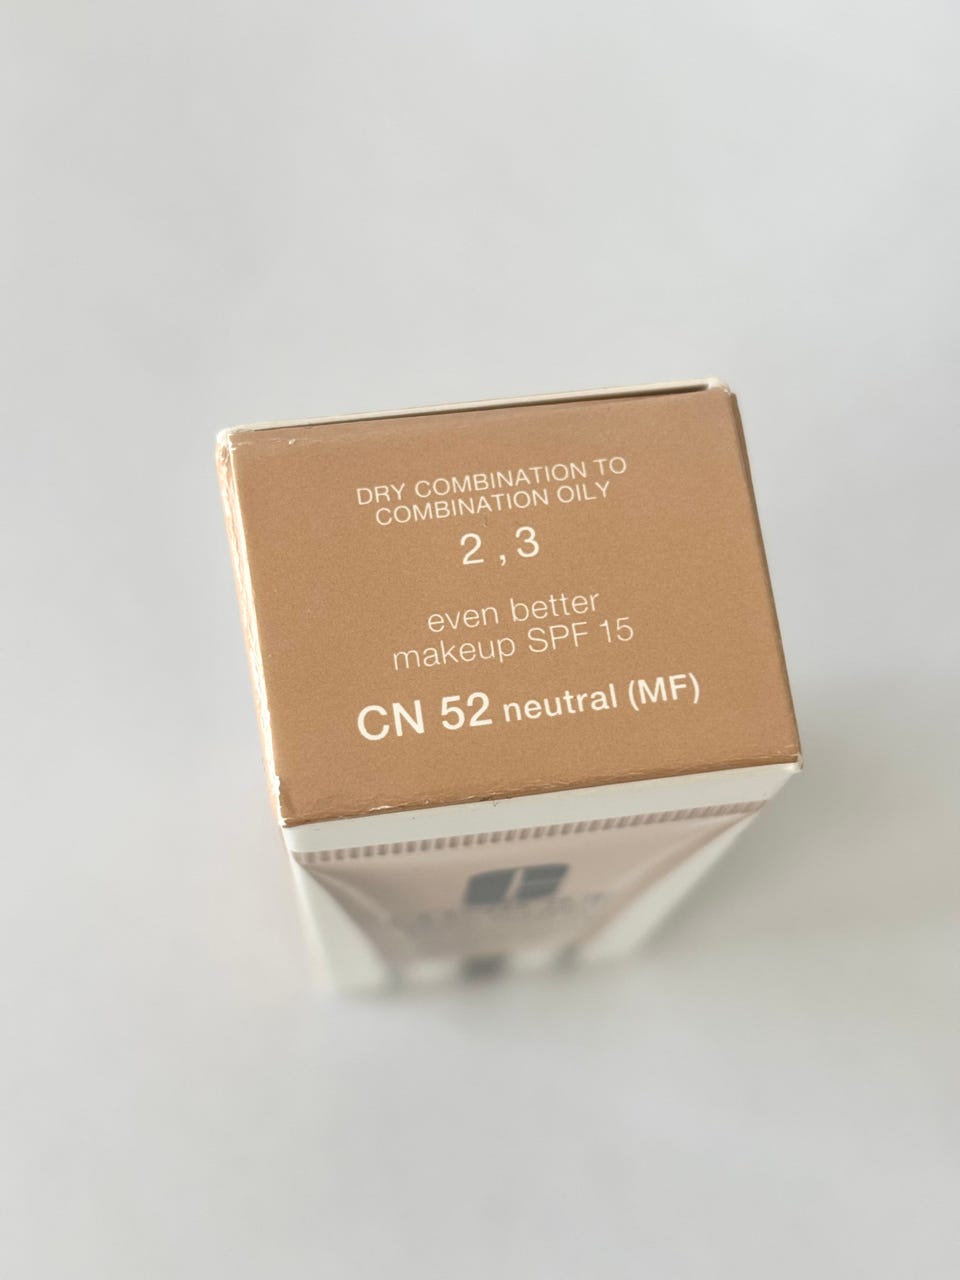 DRY COMBINATION TO
COMBINATION OILY
2 , 3
even better
makeup SPF 15
CN 52 neutral (MF)